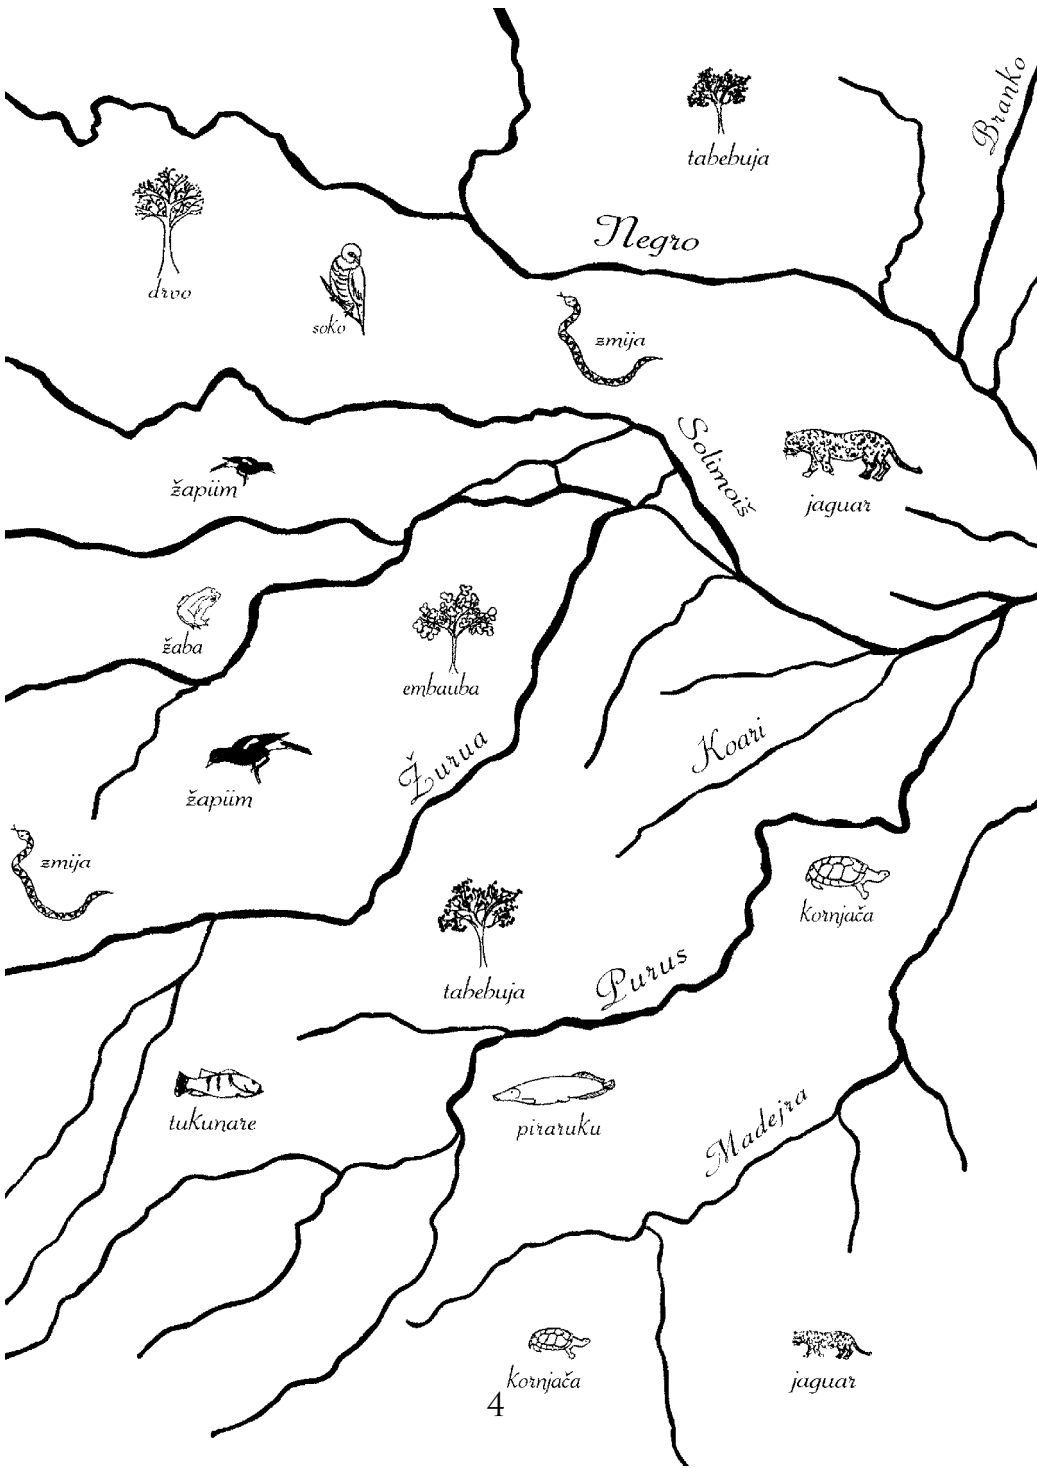 Branko
tabebuja
Negro
drvo
soko
zmija
Solimoiš
žapiim
jaguar
žaba
embauba
Koari
Žurua
žapiim
zmija
kornjača
tabebuja
Purus
tukunare
piraruku
Madejra
kornjača
jaguar
4